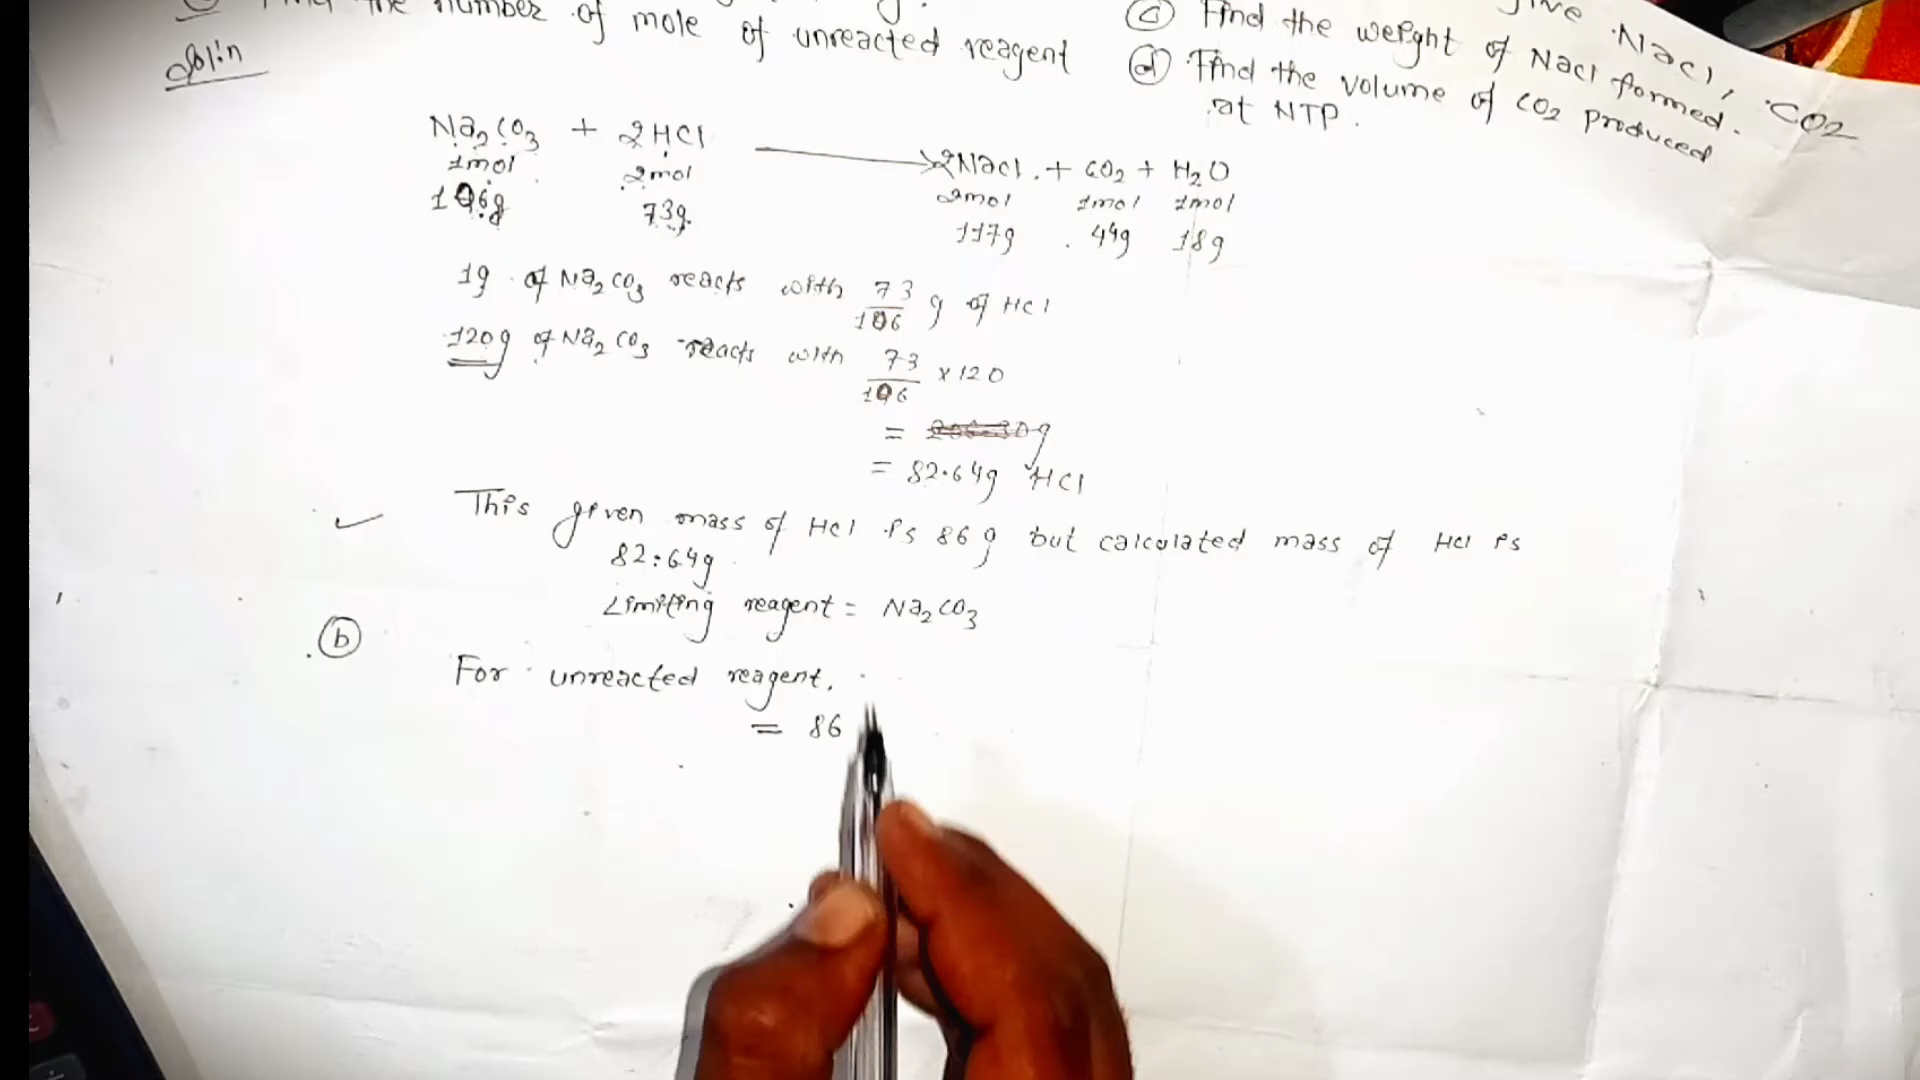 the number of mole of unreacted reagent
give NaCl, CO2
c Find the weight of NaCl formed.
d Find the volume of CO2 produced
at NTP.
Sol:n
Na2CO3 + 2HCl → 2NaCl + CO2 + H2O
1mol 2mol 2mol 1mol 1mol
106g 73g 117g 44g 18g
1g of Na2CO3 reacts with 73/106 g of HCl
120g of Na2CO3 reacts with 73/106 x 120
=
= 82.64g HCl
This given mass of HCl is 86g but calculated mass of HCl is
82.64g
Limiting reagent = Na2CO3
b For unreacted reagent,
= 86